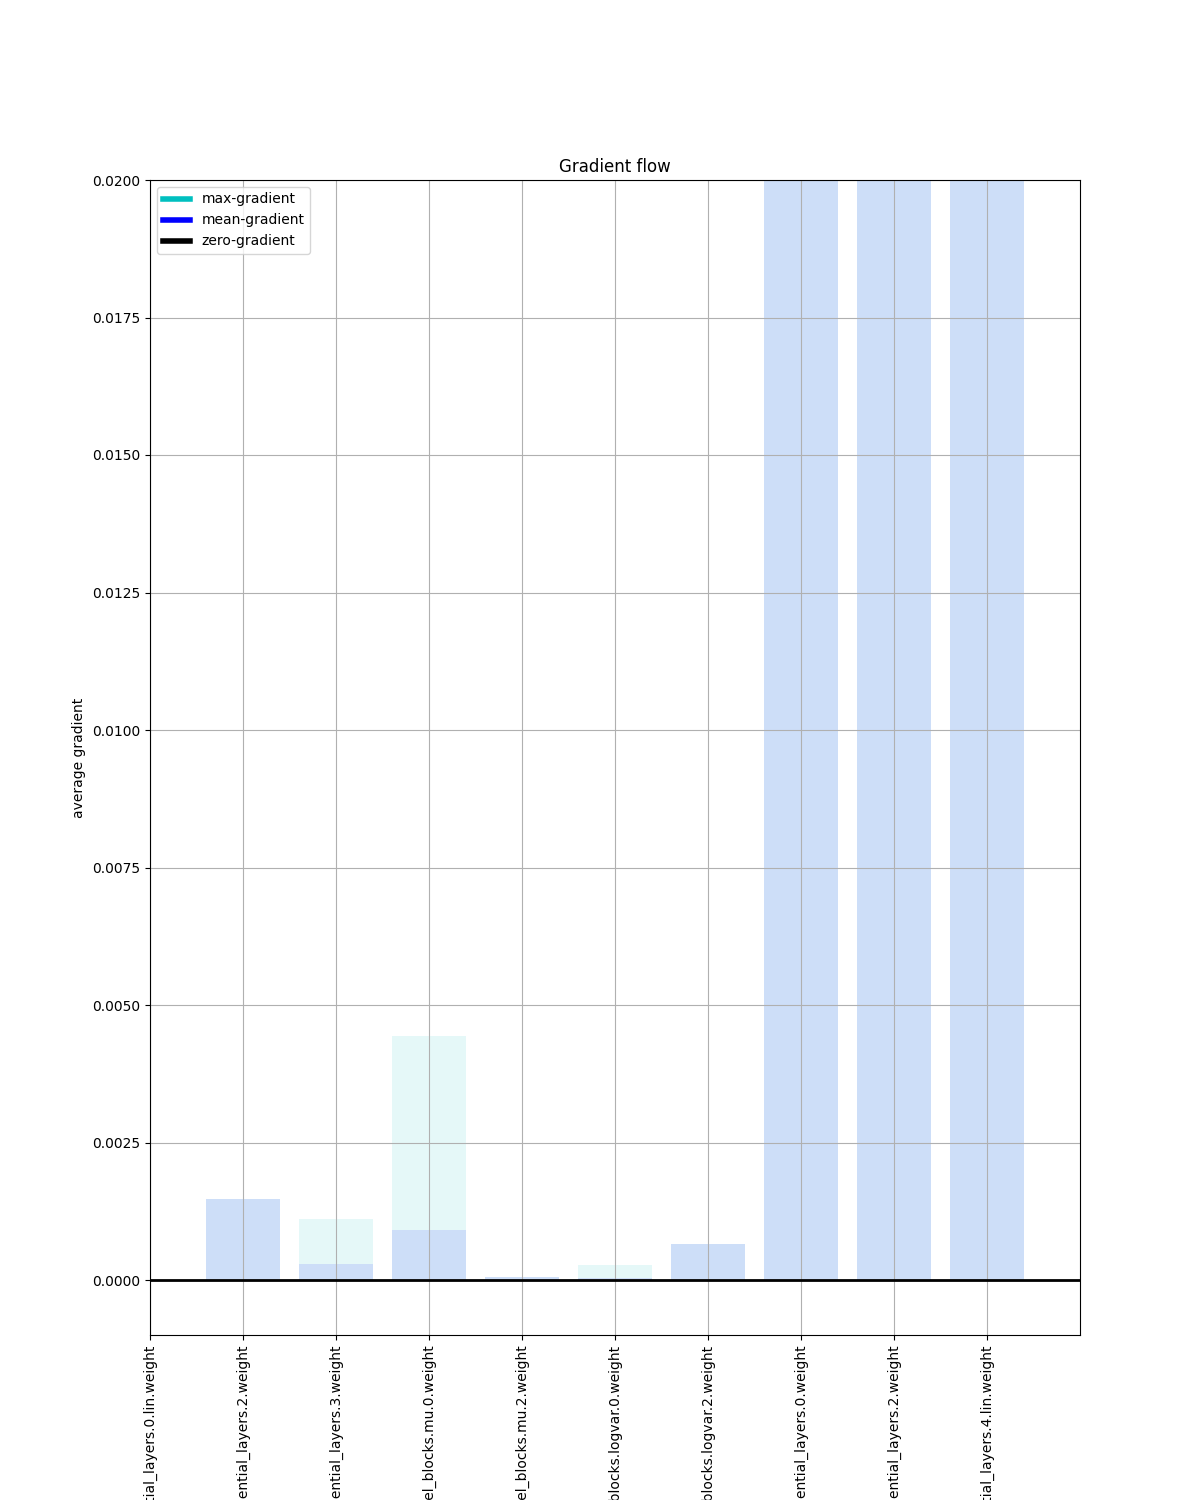 Gradient flow
max-gradient
mean-gradient
zero-gradient
0.0200
0.0175
0.0150
0.0125
0.0100
0.0075
0.0050
0.0025
0.0000
average gradient
tial_layers.0.lin.weight
ential_layers.2.weight
ential_layers.3.weight
el_blocks.mu.0.weight
el_blocks.mu.2.weight
blocks.logvar.0.weight
blocks.logvar.2.weight
ential_layers.0.weight
ential_layers.2.weight
tial_layers.4.lin.weight